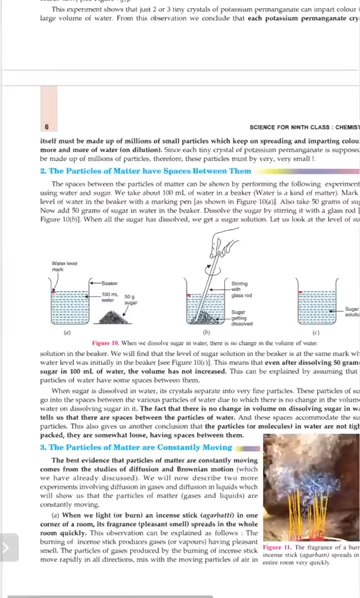 This experiment shows that just 2 or 3 tiny crystals of potassium permanganate can impart colour
large volume of water. From this observation we conclude that each potassium permanganate cry
6
SCIENCE FOR NINTH CLASS : CHEMIST
itself must be made up of millions of small particles which keep on spreading and imparting colou
more and more of water (on dilution). Since each tiny crystal of potassium permanganate is supposed
be made up of millions of particles, therefore, these particles must by very, very small !
2. The Particles of Matter have Spaces Between Them
The spaces between the particles of matter can be shown by performing the following experiment
using water and sugar. We take about 100 mL of water in a beaker (Water is a kind of matter). Mark
level of water in the beaker with a marking pen [as shown in Figure 10(a)]. Also take 50 grams of sug
Now add 50 grams of sugar in water in the beaker. Dissolve the sugar by stirring it with a glass rod [
Figure 10(b)]. When all the sugar has dissolved, we get a sugar solution. Let us look at the level of su
Water level
mark
Beaker
100 mL
water
50 g
sugar
Stirring
with
glass rod
Sugar
getting
dissolved
Sugar
soluti
(a)
(b)
(c)
Figure 10. When we dissolve sugar in water, there is no change in the volume of water.
solution in the beaker. We will find that the level of sugar solution in the beaker is at the same mark wh
water level was initially in the beaker [see Figure 10(c)]. This means that even after dissolving 50 grams
sugar in 100 mL of water, the volume has not increased. This can be explained by assuming that
particles of water have some spaces between them.
When sugar is dissolved in water, its crystals separate into very fine particles. These particles of su
go into the spaces between the various particles of water due to which there is no change in the volume
water on dissolving sugar in it. The fact that there is no change in volume on dissolving sugar in wa
tells us that there are spaces between the particles of water. And these spaces accommodate the su
particles. This also gives us another conclusion that the particles (or molecules) in water are not tigh
packed, they are somewhat loose, having spaces between them.
3. The Particles of Matter are Constantly Moving
The best evidence that particles of matter are constantly moving
comes from the studies of diffusion and Brownian motion (which
we have already discussed). We will now describe two more
experiments involving diffusion in gases and diffusion in liquids which
will show us that the particles of matter (gases and liquids) are
constantly moving.
(a) When we light (or burn) an incense stick (agarbatti) in one
corner of a room, its fragrance (pleasant smell) spreads in the whole
room quickly. This observation can be explained as follows : The
burning of incense stick produces gases (or vapours) having pleasant
smell. The particles of gases produced by the burning of incense stick
move rapidly in all directions, mix with the moving particles of air in
Figure 11. The fragrance of a burn
incense stick (agarbatti) spreads in
entire room very quickly